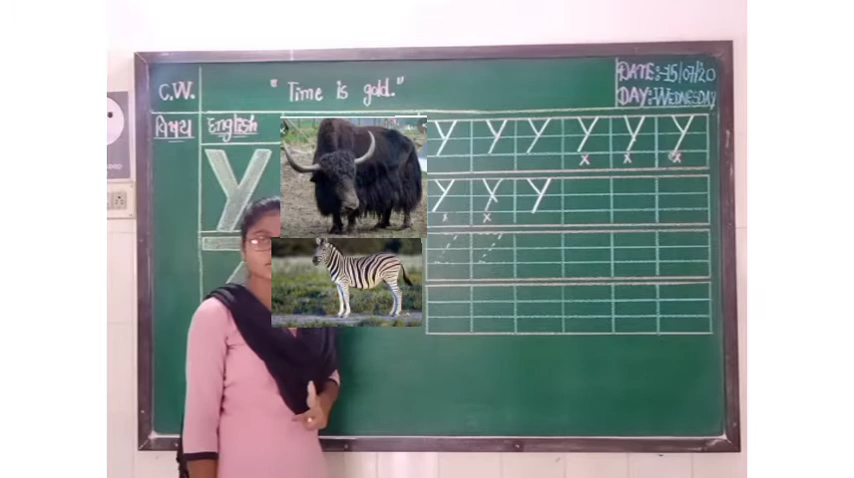 C.W.
"Time is gold."
DATE:-15/07/20
DAY:-WEDNESDAY
विषय
English
y
y y y y y y
x x x
y y y
x x